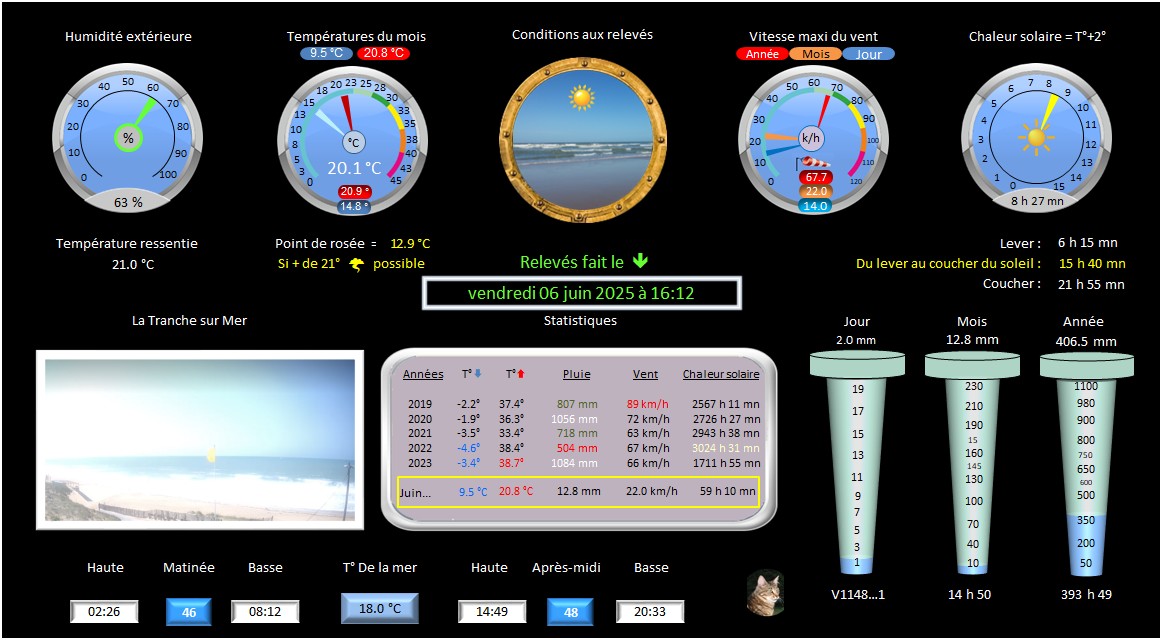 Humidité extérieure
0 10 20 30 40 50 60 70 80 90 100
%
63 %
Températures du mois
9.5 °C 20.8 °C
0 3 5 8 10 13 15 18 20 23 25 28 30 33 35 38 40 43 45
°C
20.1 °C
20.9 °
14.8 °
Conditions aux relevés
Vitesse maxi du vent
Année Mois Jour
0 10 20 30 40 50 60 70 80 90 100 110 120
k/h
67.7
22.0
14.0
Chaleur solaire = T°+2°
0 1 2 3 4 5 6 7 8 9 10 11 12 13 14 15
8 h 27 mn
Température ressentie
21.0 °C
Point de rosée = 12.9 °C
Si + de 21° possible
Relevés fait le
vendredi 06 juin 2025 à 16:12
Lever : 6 h 15 mn
Du lever au coucher du soleil : 15 h 40 mn
Coucher : 21 h 55 mn
La Tranche sur Mer
Statistiques
Années T° T° Pluie Vent Chaleur solaire
2019 -2.2° 37.4° 807 mm 89 km/h 2567 h 11 mn
2020 -1.9° 36.3° 1056 mm 72 km/h 2726 h 27 mn
2021 -3.5° 33.4° 718 mm 63 km/h 2943 h 38 mn
2022 -4.6° 38.4° 504 mm 67 km/h 3024 h 31 mn
2023 -3.4° 38.7° 1084 mm 66 km/h 1711 h 55 mn
Juin... 9.5 °C 20.8 °C 12.8 mm 22.0 km/h 59 h 10 mn
Jour
2.0 mm
19
17
15
13
11
9
7
5
3
1
V1148...1
Mois
12.8 mm
230
210
190
15
160
145
130
100
70
40
10
14 h 50
Année
406.5 mm
1100
980
900
800
750
650
600
500
350
200
50
393 h 49
Haute Matinée Basse T° De la mer Haute Après-midi Basse
02:26 46 08:12 18.0 °C 14:49 48 20:33